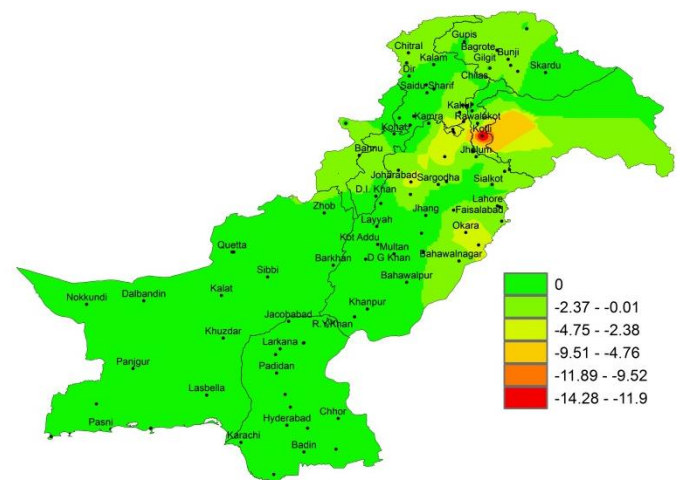 Gupis
Chitral
Bagrote
Kalam
Gilgit
Bunji
Skardu
Dir
Chilas
Saidu Sharif
Kakul
Kamra
Rawalakot
Kohat
Kotli
Bannu
Jhelum
Joharabad
Sargodha
Sialkot
D.I. Khan
Zhob
Jhang
Lahore
Faisalabad
Layyah
Okara
Kot Addu
Quetta
Multan
Barkhan
D G Khan
Bahawalnagar
Sibbi
Bahawalpur
Nokkundi
Dalbandin
Kalat
Khanpur
Jacobabad
R.Y.Khan
Khuzdar
Larkana
Panjgur
Padidan
Lasbella
Pasni
Hyderabad
Chhor
Karachi
Badin
0
-2.37 - -0.01
-4.75 - -2.38
-9.51 - -4.76
-11.89 - -9.52
-14.28 - -11.9